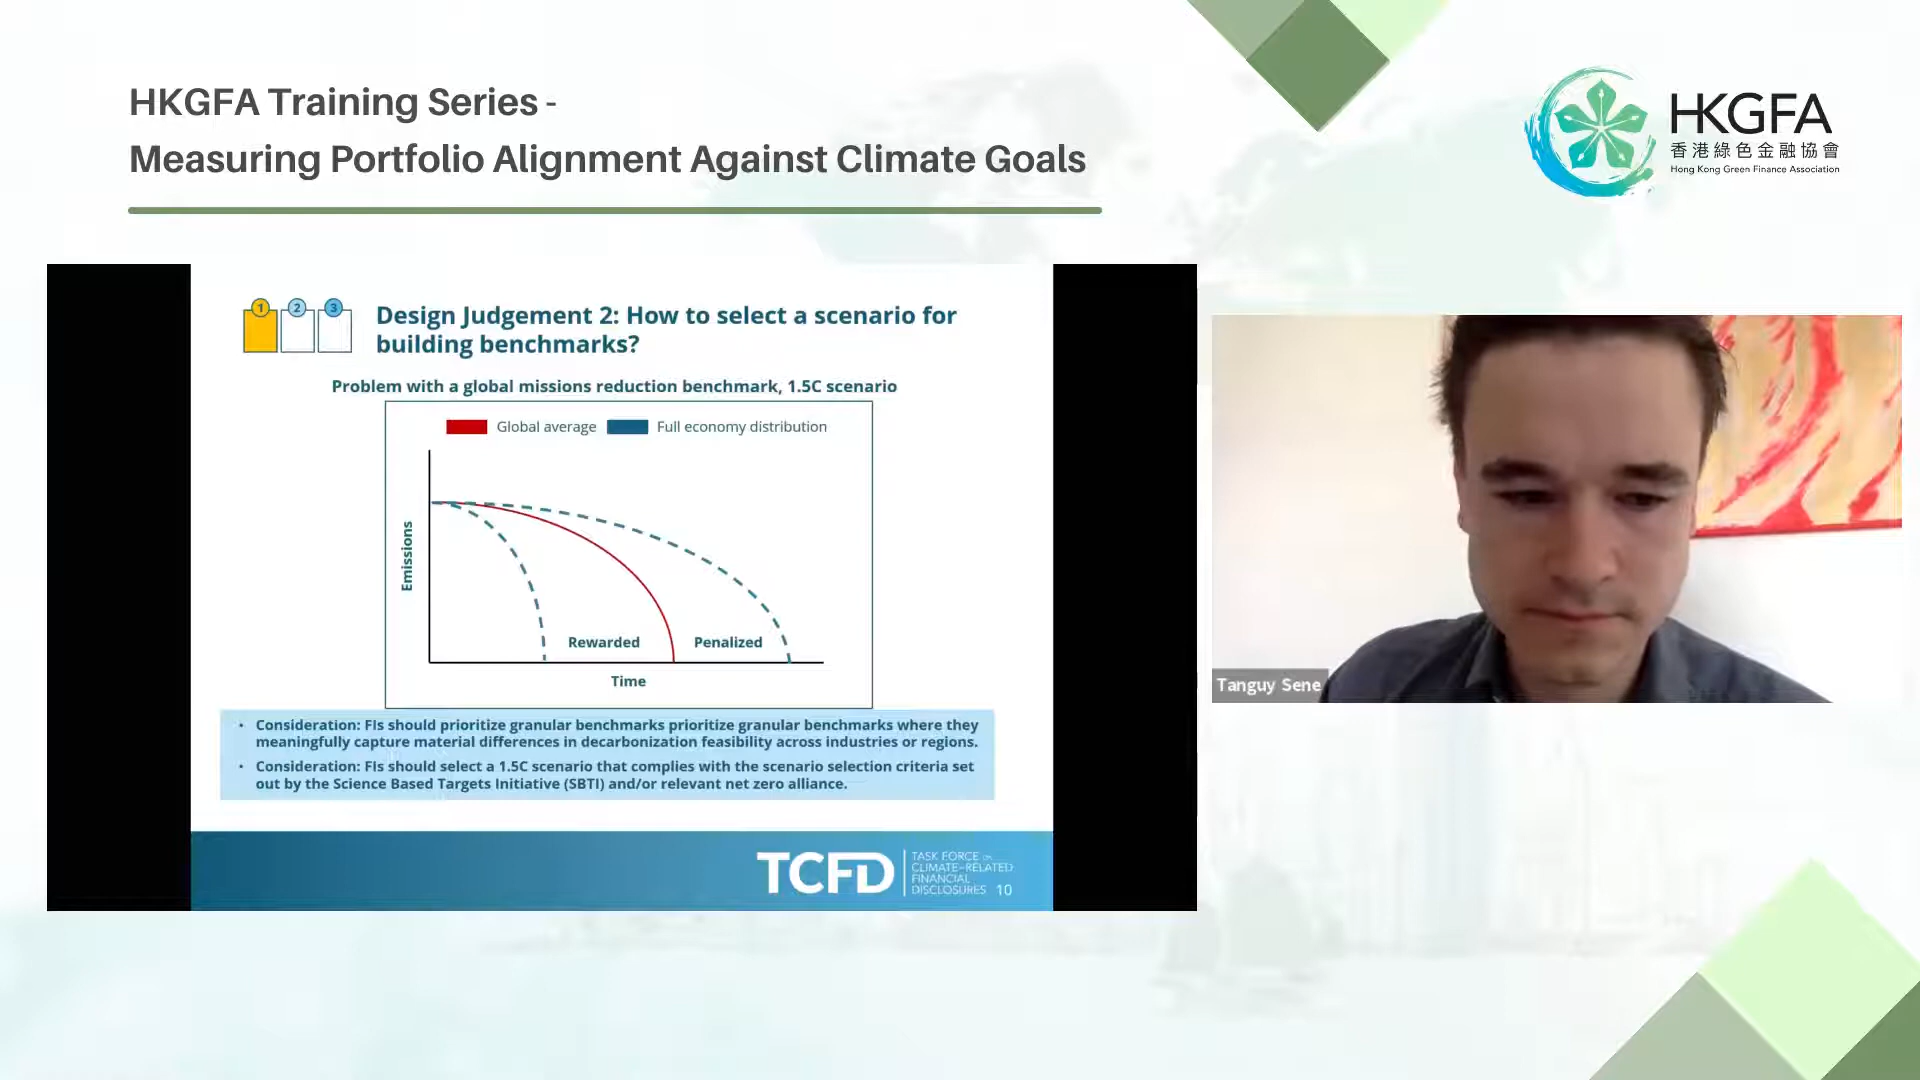 HKGFA Training Series -
Measuring Portfolio Alignment Against Climate Goals
HKGFA
香港綠色金融協會
Hong Kong Green Finance Association
1 2 3
Design Judgement 2: How to select a scenario for
building benchmarks?
Problem with a global missions reduction benchmark, 1.5C scenario
Global average Full economy distribution
Emissions
Rewarded Penalized
Time
• Consideration: FIs should prioritize granular benchmarks prioritize granular benchmarks where they
meaningfully capture material differences in decarbonization feasibility across industries or regions.
• Consideration: FIs should select a 1.5C scenario that complies with the scenario selection criteria set
out by the Science Based Targets Initiative (SBTI) and/or relevant net zero alliance.
TCFD
TASK FORCE on
CLIMATE-RELATED
FINANCIAL
DISCLOSURES 10
Tanguy Sene